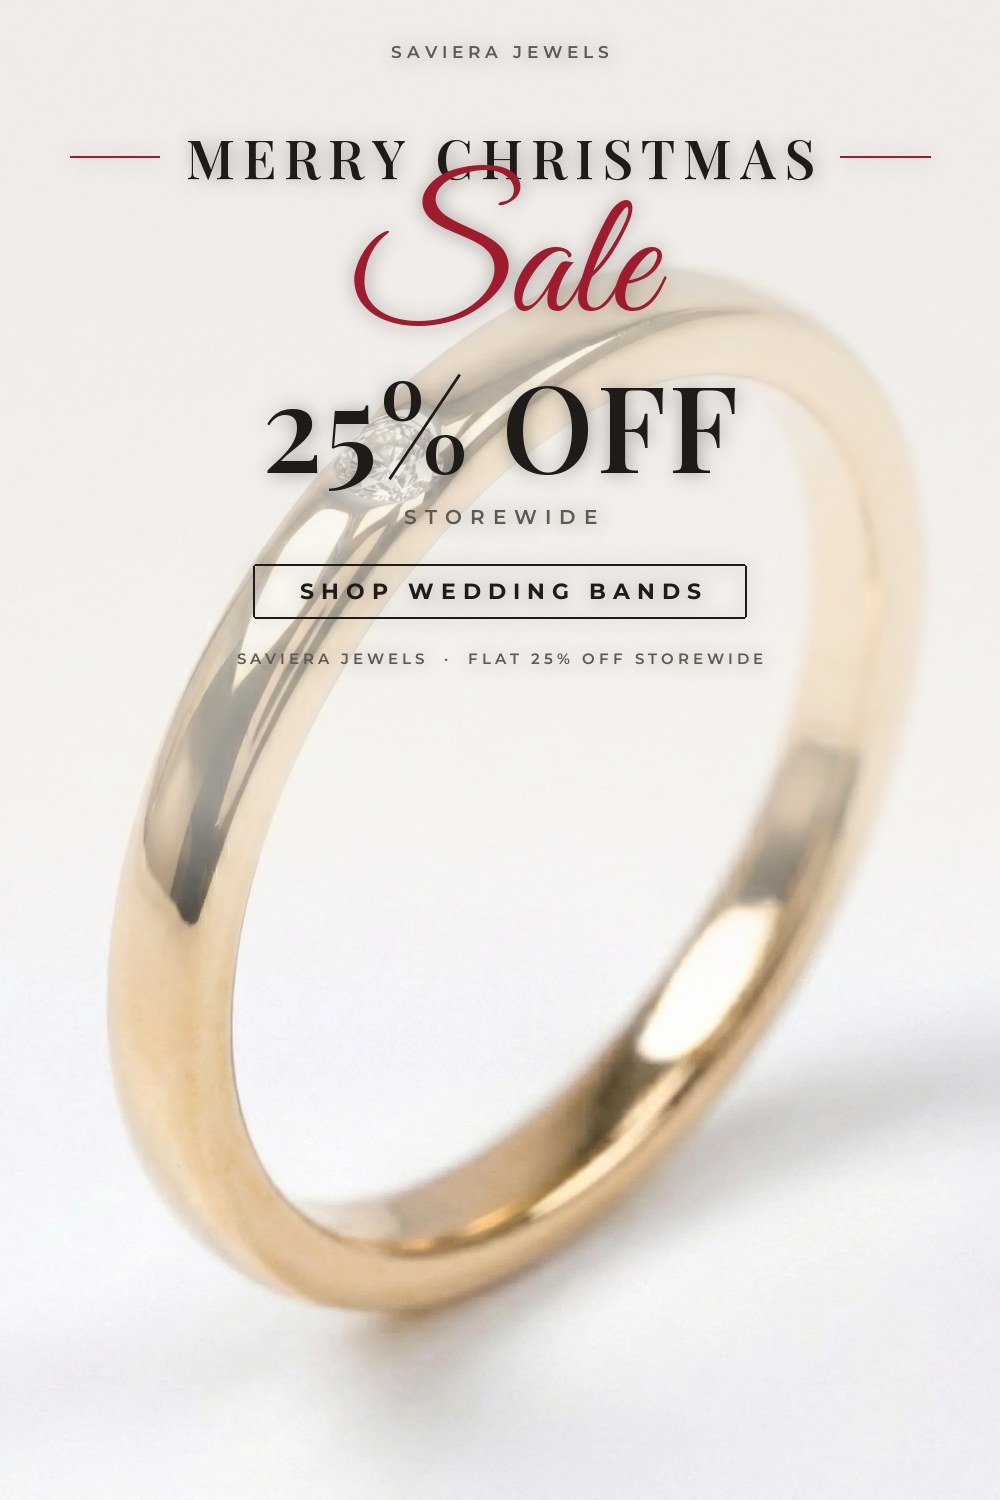 SAVIERA JEWELS
MERRY CHRISTMAS
Sale
25% OFF
STOREWIDE
SHOP WEDDING BANDS
SAVIERA JEWELS · FLAT 25% OFF STOREWIDE